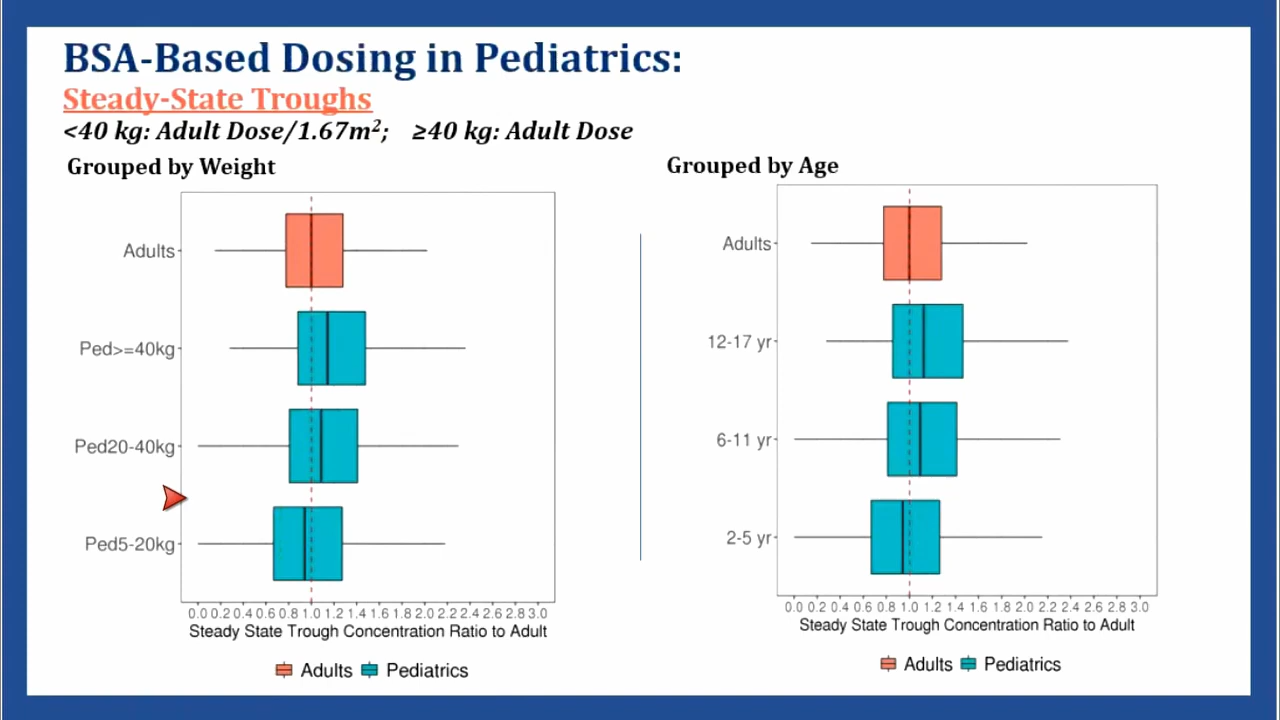 BSA-Based Dosing in Pediatrics:
Steady-State Troughs
<40 kg: Adult Dose/1.67m²; ≥40 kg: Adult Dose
Grouped by Weight
Adults
Ped>=40kg
Ped20-40kg
Ped5-20kg
0.0 0.2 0.4 0.6 0.8 1.0 1.2 1.4 1.6 1.8 2.0 2.2 2.4 2.6 2.8 3.0
Steady State Trough Concentration Ratio to Adult
Adults Pediatrics
Grouped by Age
Adults
12-17 yr
6-11 yr
2-5 yr
0.0 0.2 0.4 0.6 0.8 1.0 1.2 1.4 1.6 1.8 2.0 2.2 2.4 2.6 2.8 3.0
Steady State Trough Concentration Ratio to Adult
Adults Pediatrics